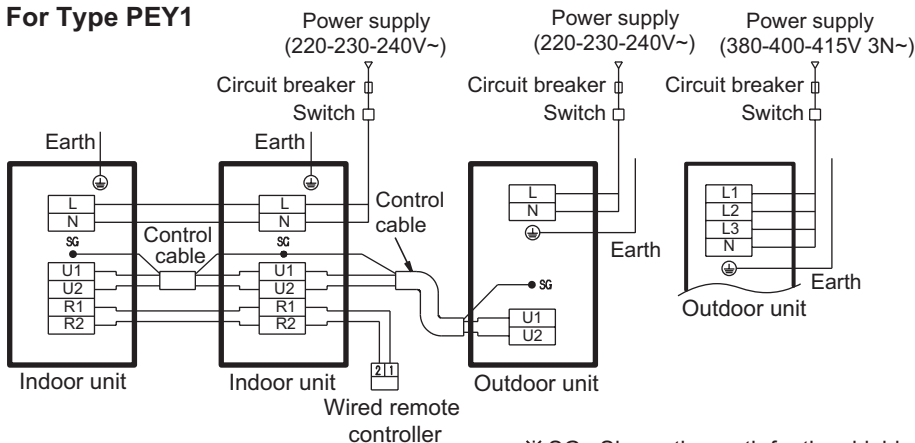 For Type PEY1
Power supply
(220-230-240V~)
Power supply
(220-230-240V~)
Power supply
(380-400-415V 3N~)
Circuit breaker
Circuit breaker
Circuit breaker
Switch
Switch
Switch
Earth
Earth
L
N
SG
U1
U2
R1
R2
Control
cable
L
N
SG
U1
U2
R1
R2
Control
cable
L
N
Earth
SG
U1
U2
L1
L2
L3
N
Earth
Outdoor unit
2 1
Indoor unit
Indoor unit
Outdoor unit
Wired remote
controller